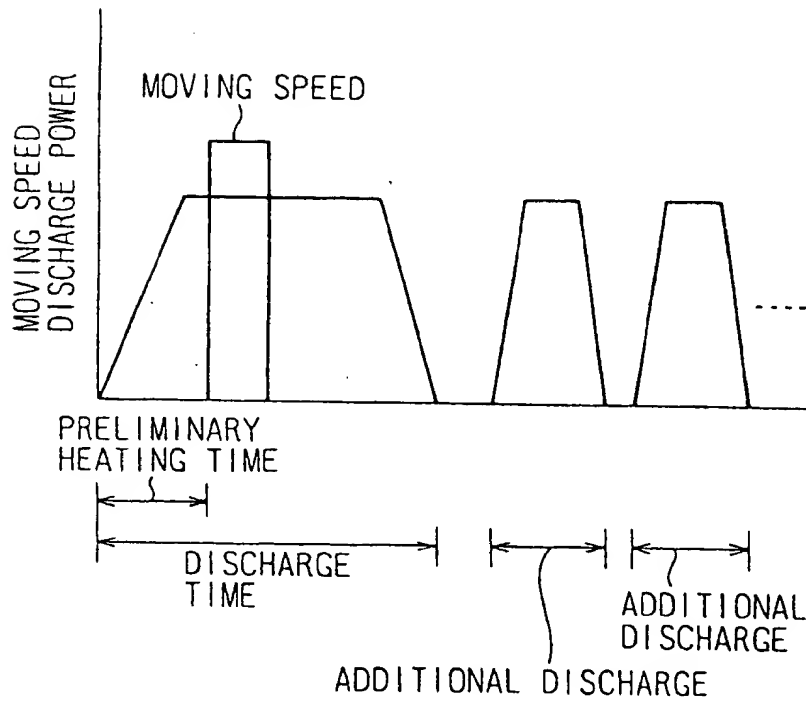 MOVING SPEED
DISCHARGE POWER
MOVING SPEED
PRELIMINARY
HEATING TIME
DISCHARGE
TIME
ADDITIONAL
DISCHARGE
ADDITIONAL DISCHARGE